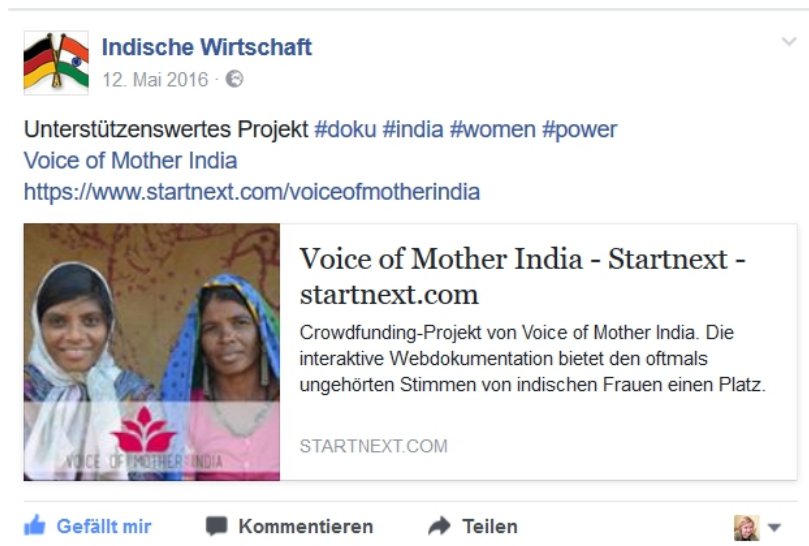 Indische Wirtschaft
12. Mai 2016 ·
Unterstützenswertes Projekt #doku #india #women #power
Voice of Mother India
https://www.startnext.com/voiceofmotherindia
Voice of Mother India - Startnext -
startnext.com
Crowdfunding-Projekt von Voice of Mother India. Die
interaktive Webdokumentation bietet den oftmals
ungehörten Stimmen von indischen Frauen einen Platz.
VOICE OF MOTHER INDIA
STARTNEXT.COM
Gefällt mir Kommentieren Teilen